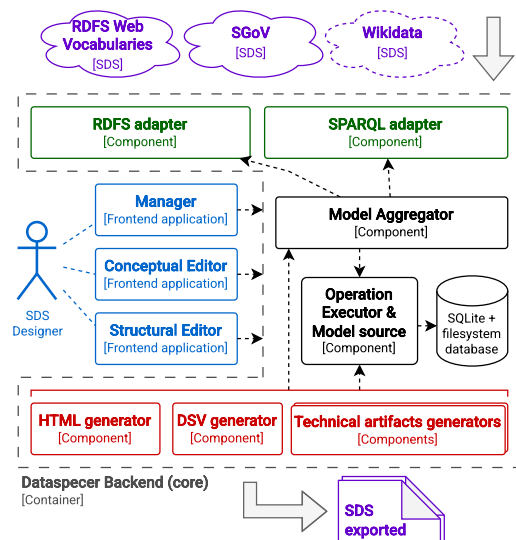 RDFS Web
Vocabularies
[SDS]
SGoV
[SDS]
Wikidata
[SDS]
RDFS adapter
[Component]
SPARQL adapter
[Component]
Manager
[Frontend application]
Model Aggregator
[Component]
Conceptual Editor
[Frontend application]
SDS
Designer
Structural Editor
[Frontend application]
Operation
Executor &
Model source
[Component]
SQLite +
filesystem
database
HTML generator
[Component]
DSV generator
[Component]
Technical artifacts generators
[Components]
Dataspecer Backend (core)
[Container]
SDS
exported